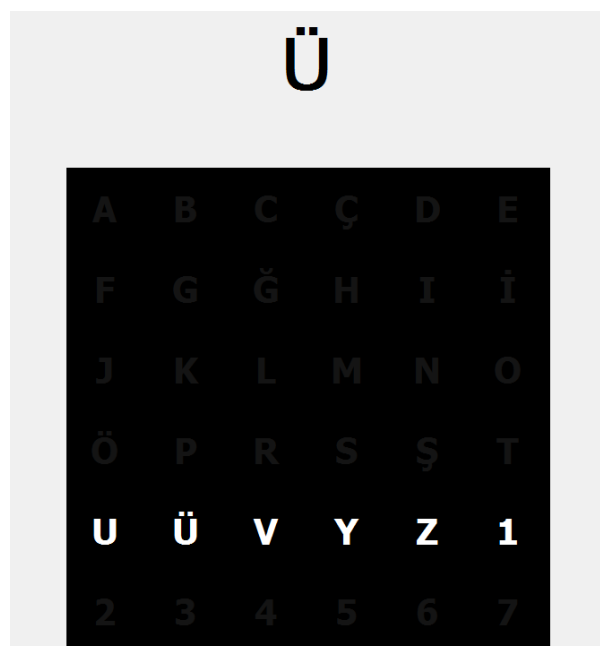 Ü
A B C Ç D E
F G Ğ H I İ
J K L M N O
Ö P R S Ş T
U Ü V Y Z 1
2 3 4 5 6 7